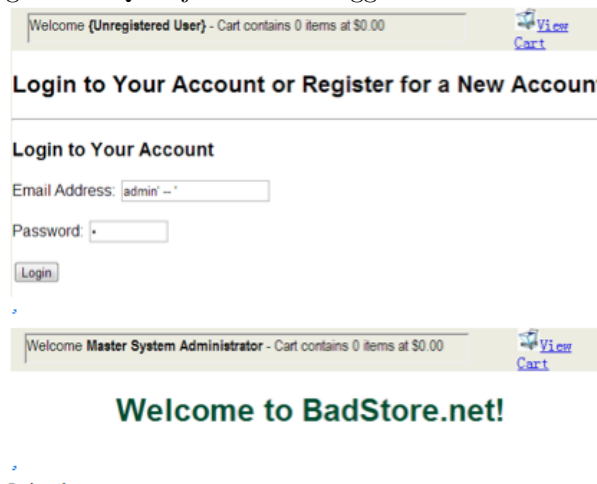 Welcome {Unregistered User} - Cart contains 0 items at $0.00 View
Cart
Login to Your Account or Register for a New Accoun
Login to Your Account
Email Address: admin' -- '
Password: •
Login
Welcome Master System Administrator - Cart contains 0 items at $0.00 View
Cart
Welcome to BadStore.net!